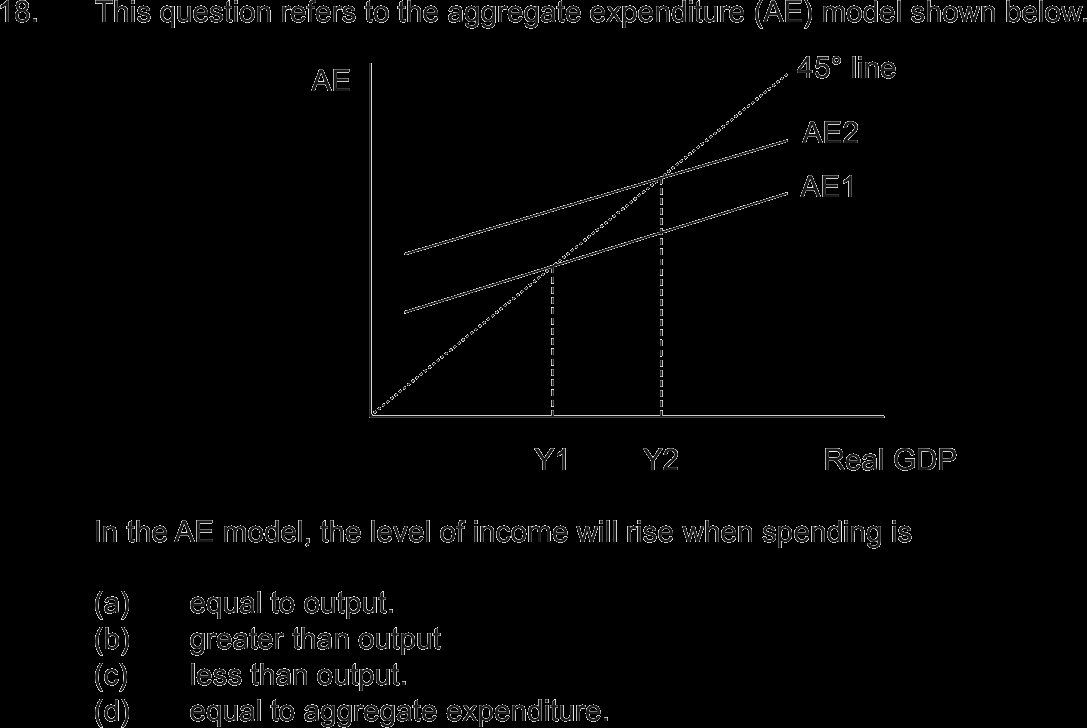 18. This question refers to the aggregate expenditure (AE) model shown below.
AE
45° line
AE2
AE1
Y1 Y2 Real GDP
In the AE model, the level of income will rise when spending is
(a) equal to output.
(b) greater than output
(c) less than output.
(d) equal to aggregate expenditure.